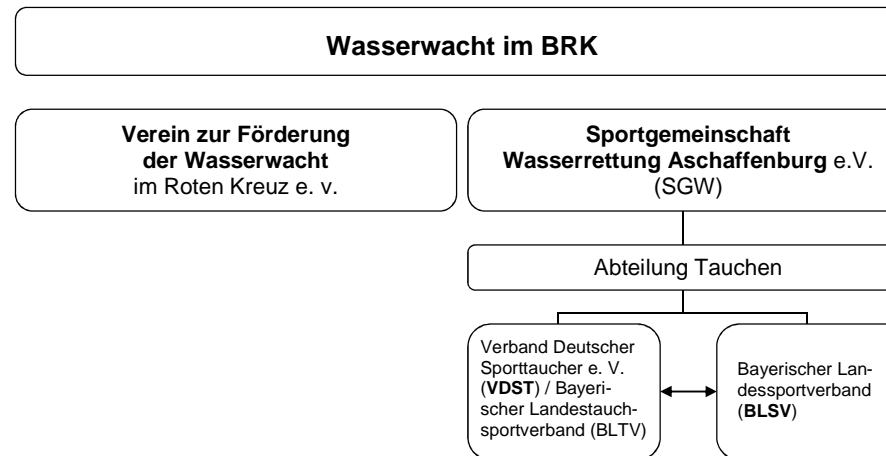 Wasserwacht im BRK
Verein zur Förderung
der Wasserwacht
im Roten Kreuz e. v.
Sportgemeinschaft
Wasserrettung Aschaffenburg e.V.
(SGW)
Abteilung Tauchen
Verband Deutscher
Sporttaucher e. V.
(VDST) / Bayeri-
scher Landestauch-
sportverband (BLTV)
Bayerischer Lan-
dessportverband
(BLSV)